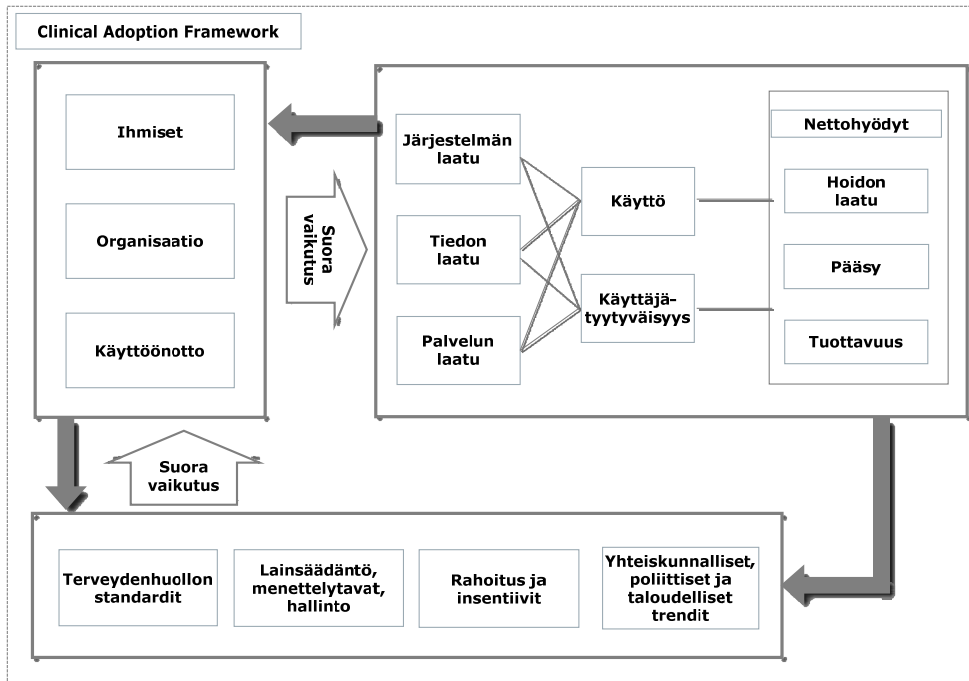 Clinical Adoption Framework
Ihmiset
Organisaatio
Käyttöönotto
Suora
vaikutus
Järjestelmän
laatu
Tiedon
laatu
Palvelun
laatu
Käyttö
Käyttäjä-
tyytyväisyys
Nettohyödyt
Hoidon
laatu
Pääsy
Tuottavuus
Suora
vaikutus
Terveydenhuollon
standardit
Lainsäädäntö,
menettelytavat,
hallinto
Rahoitus ja
insentiivit
Yhteiskunnalliset,
poliittiset ja
taloudelliset
trendit